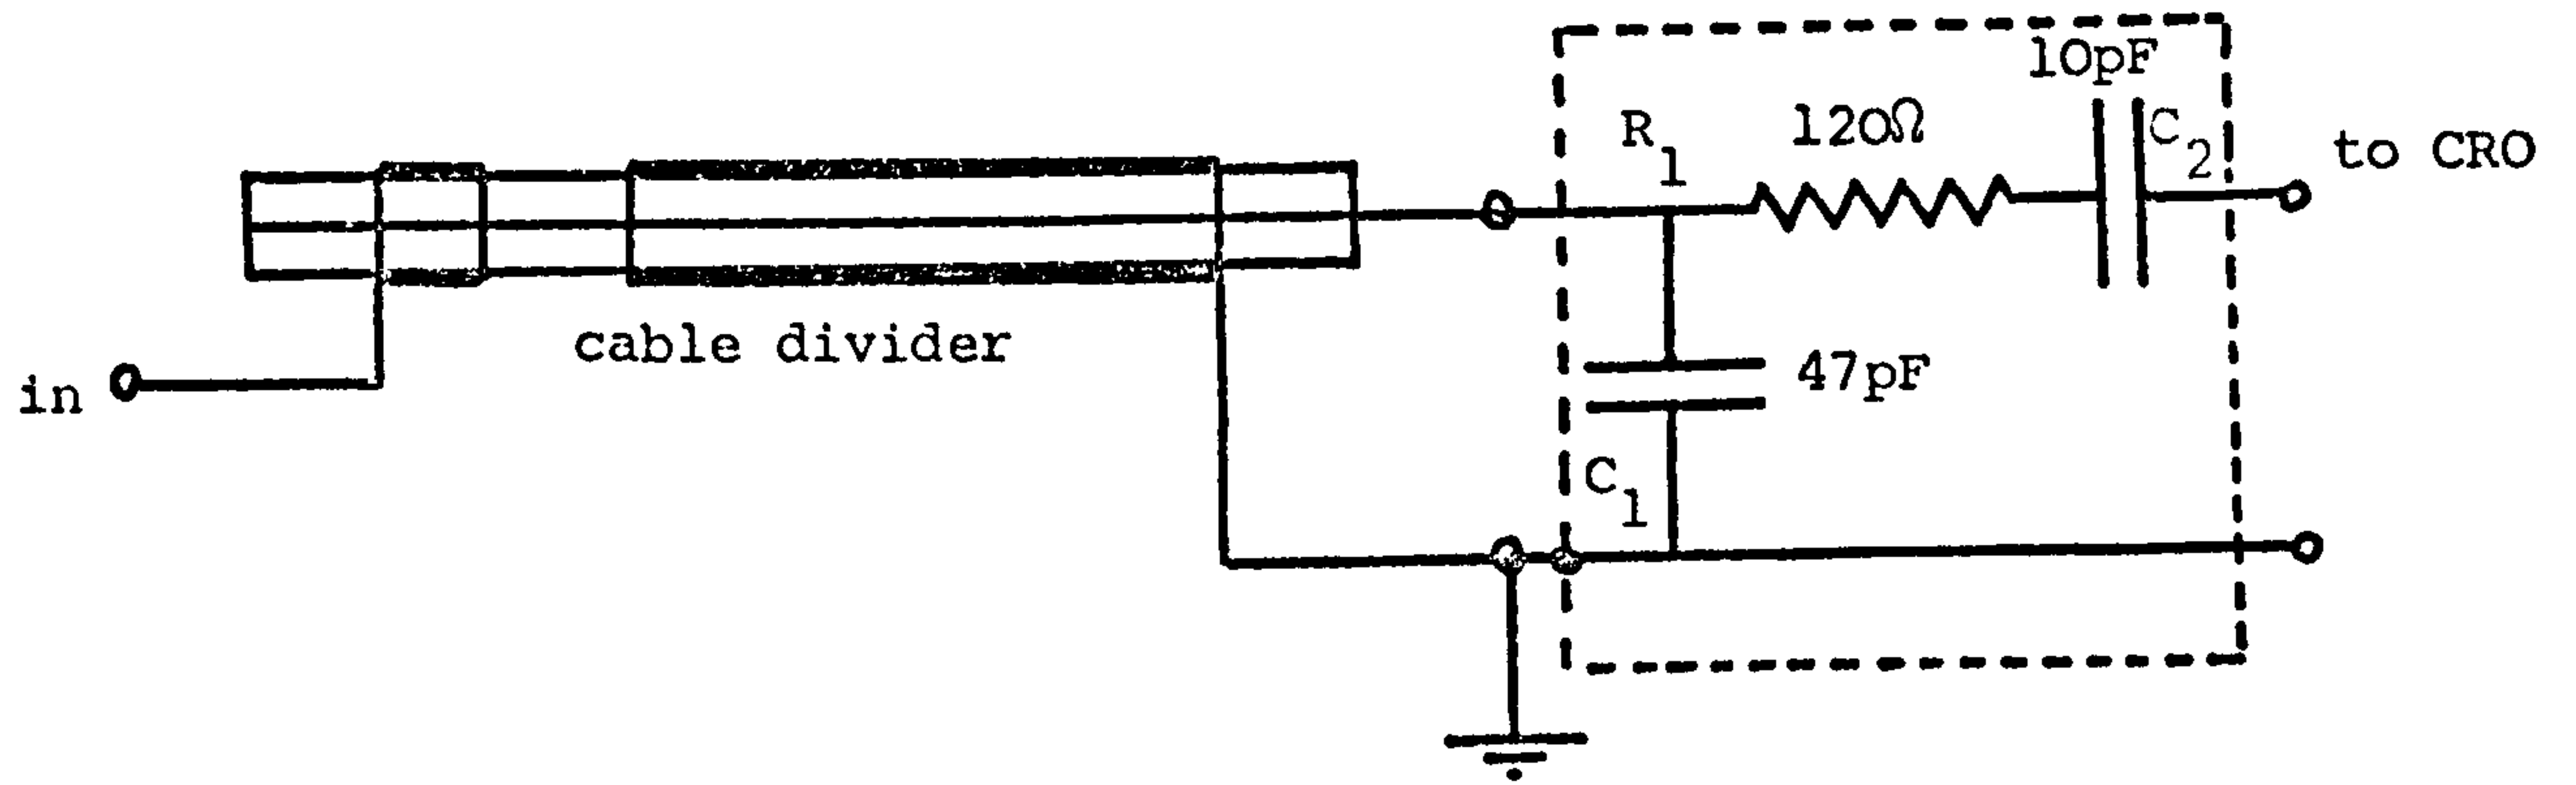 10pF
R1
120Ω
C2
to CRO
cable divider
47pF
in
C1